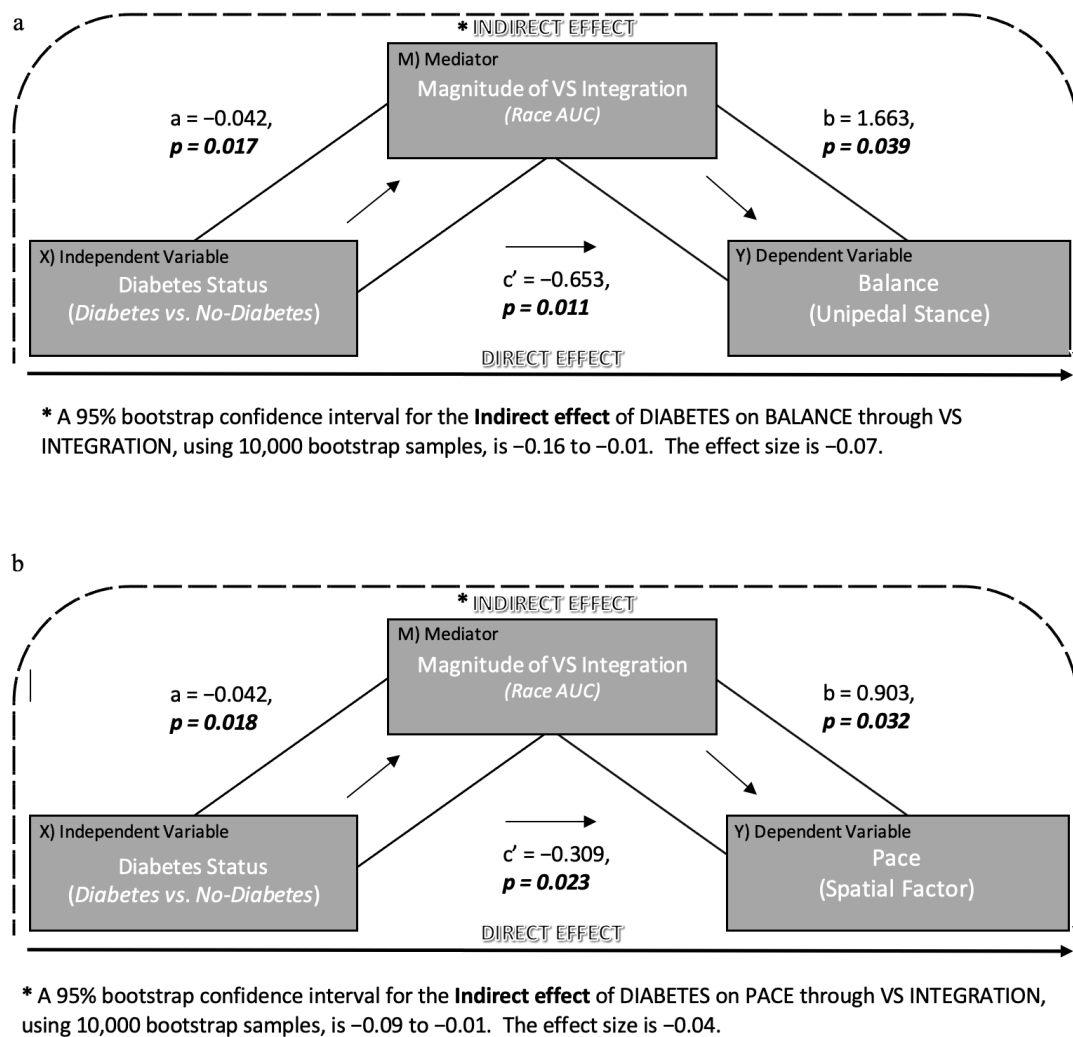 a
* INDIRECT EFFECT
M) Mediator
Magnitude of VS Integration
(Race AUC)
a = −0.042,
p = 0.017
b = 1.663,
p = 0.039
X) Independent Variable
Diabetes Status
(Diabetes vs. No-Diabetes)
c’ = −0.653,
p = 0.011
Y) Dependent Variable
Balance
(Unipedal Stance)
DIRECT EFFECT
* A 95% bootstrap confidence interval for the Indirect effect of DIABETES on BALANCE through VS
INTEGRATION, using 10,000 bootstrap samples, is −0.16 to −0.01. The effect size is −0.07.
b
* INDIRECT EFFECT
M) Mediator
Magnitude of VS Integration
(Race AUC)
a = −0.042,
p = 0.018
b = 0.903,
p = 0.032
X) Independent Variable
Diabetes Status
(Diabetes vs. No-Diabetes)
c’ = −0.309,
p = 0.023
Y) Dependent Variable
Pace
(Spatial Factor)
DIRECT EFFECT
* A 95% bootstrap confidence interval for the Indirect effect of DIABETES on PACE through VS INTEGRATION,
using 10,000 bootstrap samples, is −0.09 to −0.01. The effect size is −0.04.